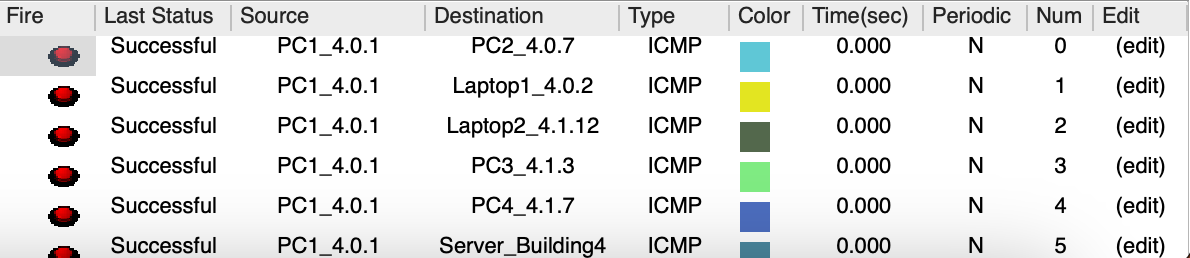 Fire Last Status Source Destination Type Color Time(sec) Periodic Num Edit
Successful PC1_4.0.1 PC2_4.0.7 ICMP 0.000 N 0 (edit)
Successful PC1_4.0.1 Laptop1_4.0.2 ICMP 0.000 N 1 (edit)
Successful PC1_4.0.1 Laptop2_4.1.12 ICMP 0.000 N 2 (edit)
Successful PC1_4.0.1 PC3_4.1.3 ICMP 0.000 N 3 (edit)
Successful PC1_4.0.1 PC4_4.1.7 ICMP 0.000 N 4 (edit)
Successful PC1_4.0.1 Server_Building4 ICMP 0.000 N 5 (edit)